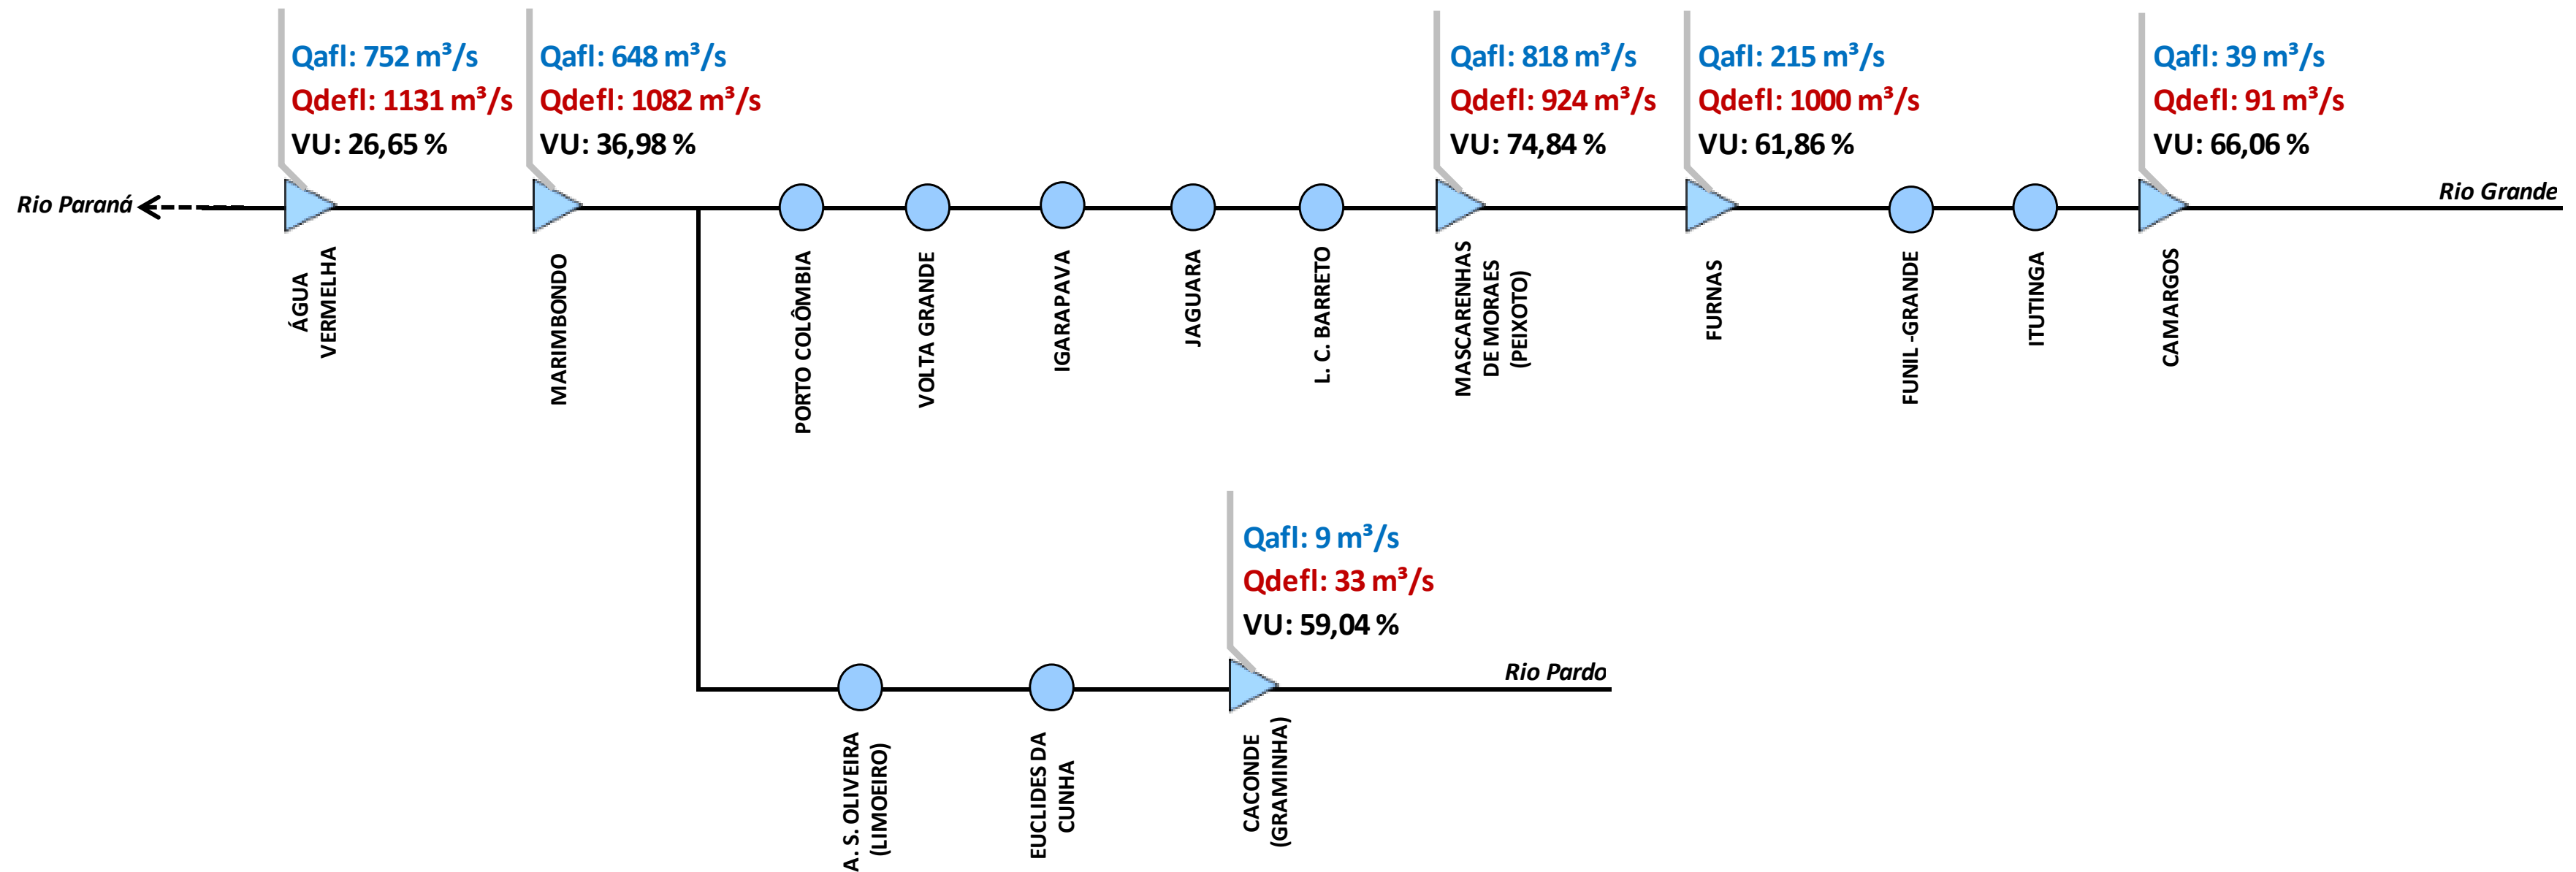 Qafl: 752 m³/s
Qdefl: 1131 m³/s
VU: 26,65 %
Qafl: 648 m³/s
Qdefl: 1082 m³/s
VU: 36,98 %
Qafl: 818 m³/s
Qdefl: 924 m³/s
VU: 74,84 %
Qafl: 215 m³/s
Qdefl: 1000 m³/s
VU: 61,86 %
Qafl: 39 m³/s
Qdefl: 91 m³/s
VU: 66,06 %
Rio Paraná
Rio Grande
ÁGUA
VERMELHA
MARIMBONDO
PORTO COLÔMBIA
VOLTA GRANDE
IGARAPAVA
JAGUARA
L. C. BARRETO
MASCARENHAS
DE MORAES
(PEIXOTO)
FURNAS
FUNIL -GRANDE
ITUTINGA
CAMARGOS
Qafl: 9 m³/s
Qdefl: 33 m³/s
VU: 59,04 %
Rio Pardo
A. S. OLIVEIRA
(LIMOEIRO)
EUCLIDES DA
CUNHA
CACONDE
(GRAMINHA)